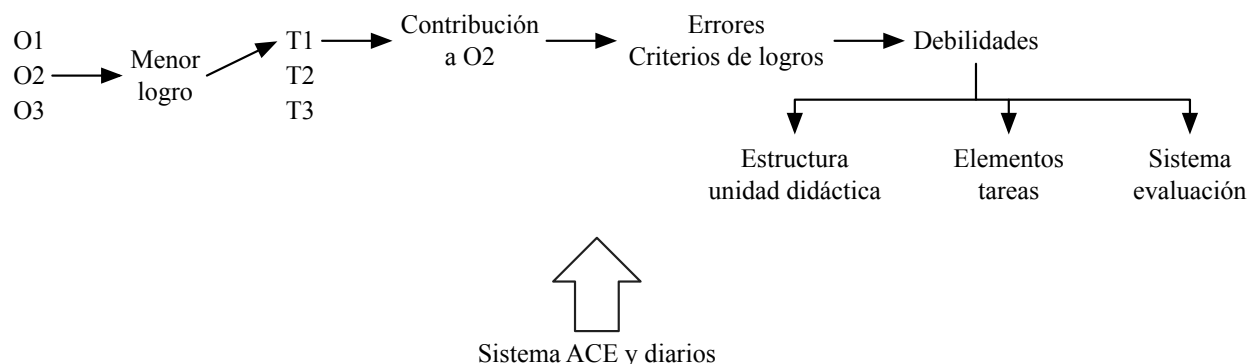 O1
O2
O3
Menor
logro
T1
T2
T3
Contribución
a O2
Errores
Criterios de logros
Debilidades
Estructura
unidad didáctica
Elementos
tareas
Sistema
evaluación
Sistema ACE y diarios